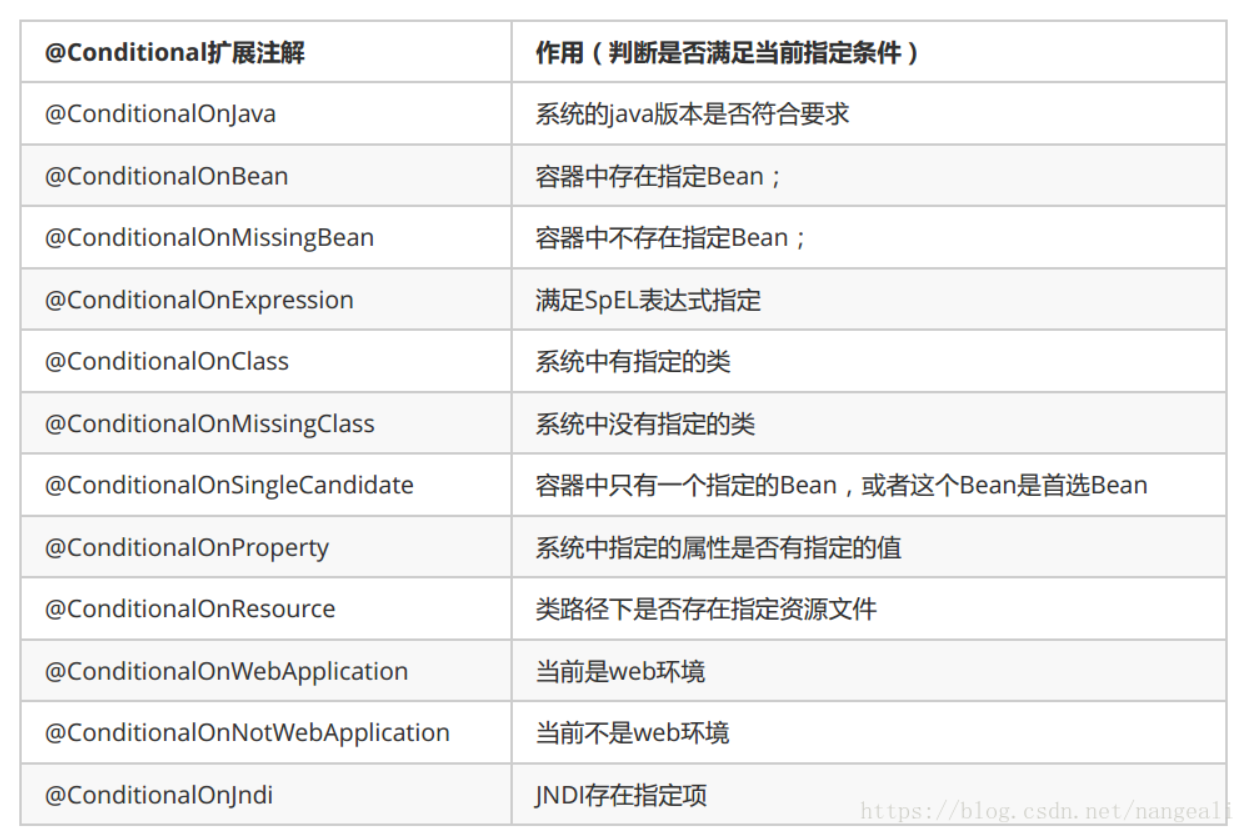 @Conditional扩展注解 作用（判断是否满足当前指定条件）
@ConditionalOnJava 系统的java版本是否符合要求
@ConditionalOnBean 容器中存在指定Bean；
@ConditionalOnMissingBean 容器中不存在指定Bean；
@ConditionalOnExpression 满足SpEL表达式指定
@ConditionalOnClass 系统中有指定的类
@ConditionalOnMissingClass 系统中没有指定的类
@ConditionalOnSingleCandidate 容器中只有一个指定的Bean，或者这个Bean是首选Bean
@ConditionalOnProperty 系统中指定的属性是否有指定的值
@ConditionalOnResource 类路径下是否存在指定资源文件
@ConditionalOnWebApplication 当前是web环境
@ConditionalOnNotWebApplication 当前不是web环境
@ConditionalOnJndi JNDI存在指定项
https://blog.csdn.net/nangeali